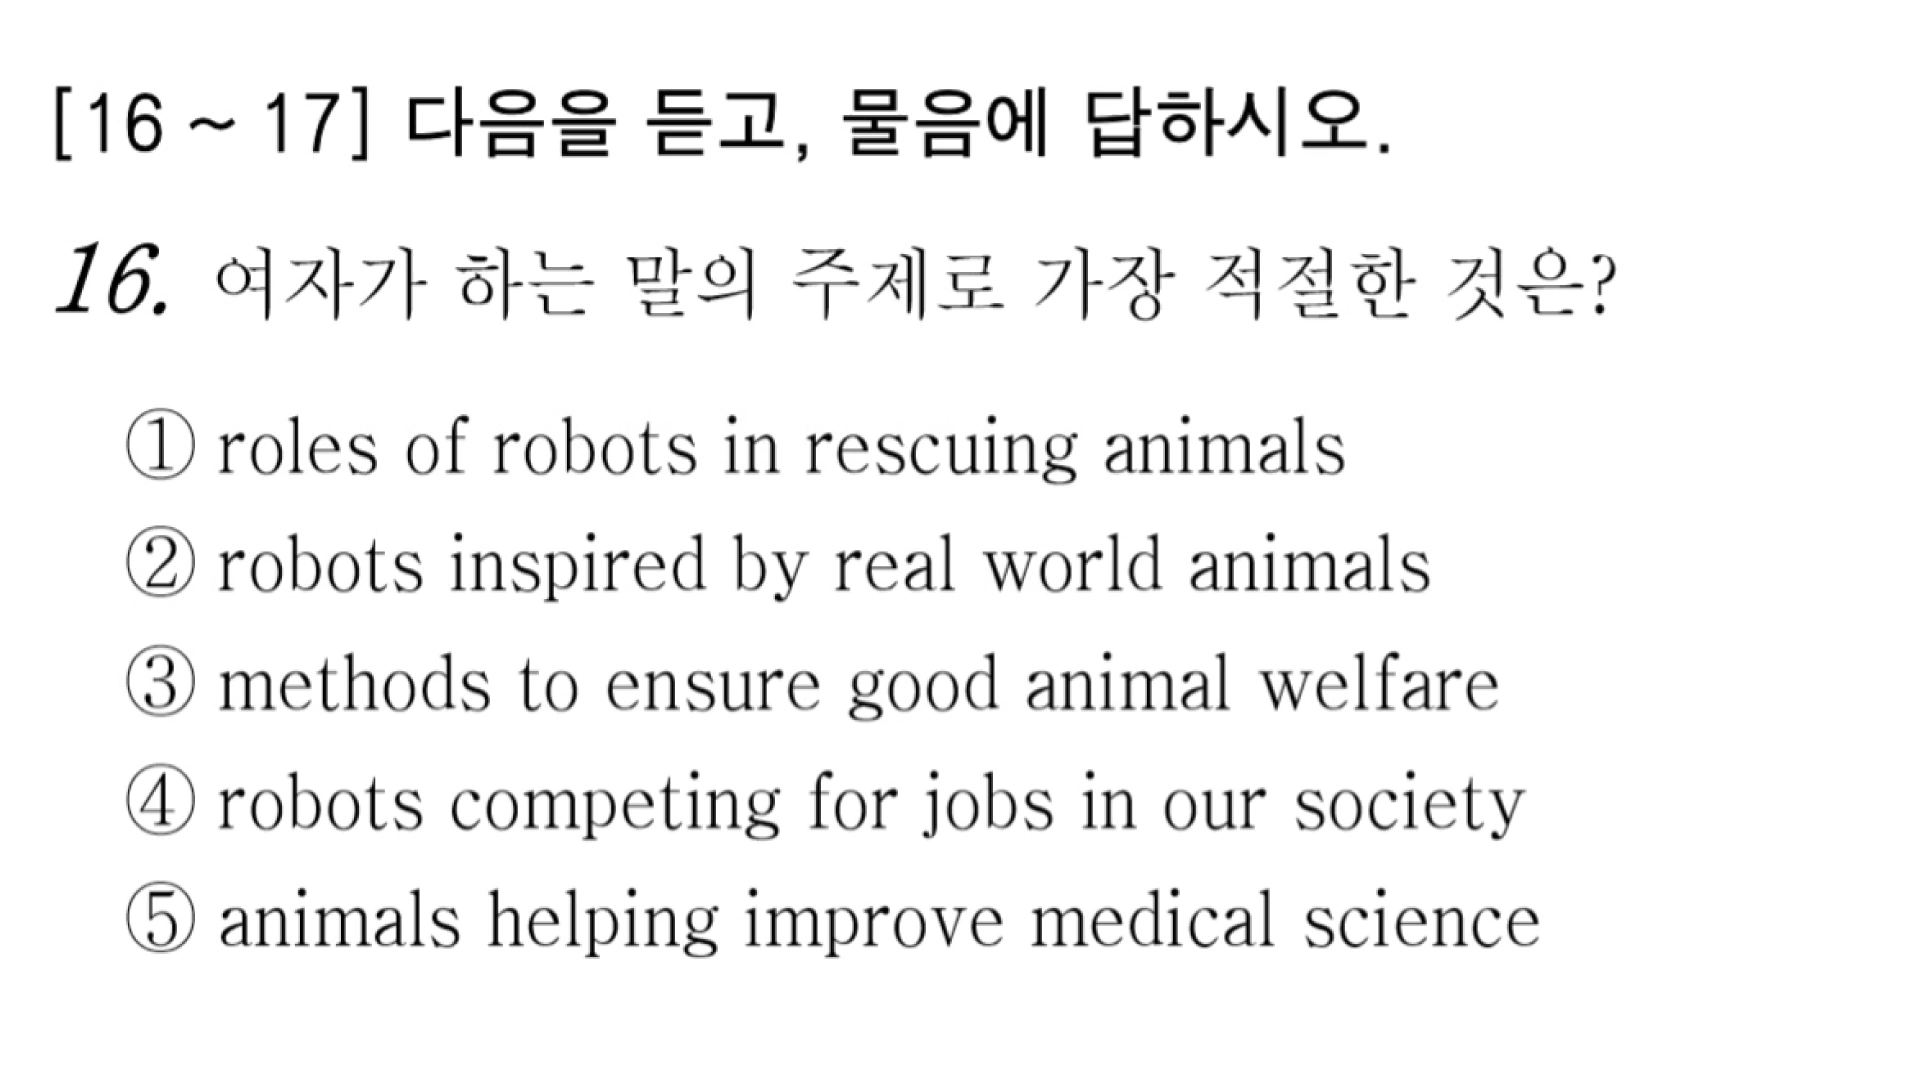 [16 ~ 17] 다음을 듣고, 물음에 답하시오.
16. 여자가 하는 말의 주제로 가장 적절한 것은?
① roles of robots in rescuing animals
② robots inspired by real world animals
③ methods to ensure good animal welfare
④ robots competing for jobs in our society
⑤ animals helping improve medical science